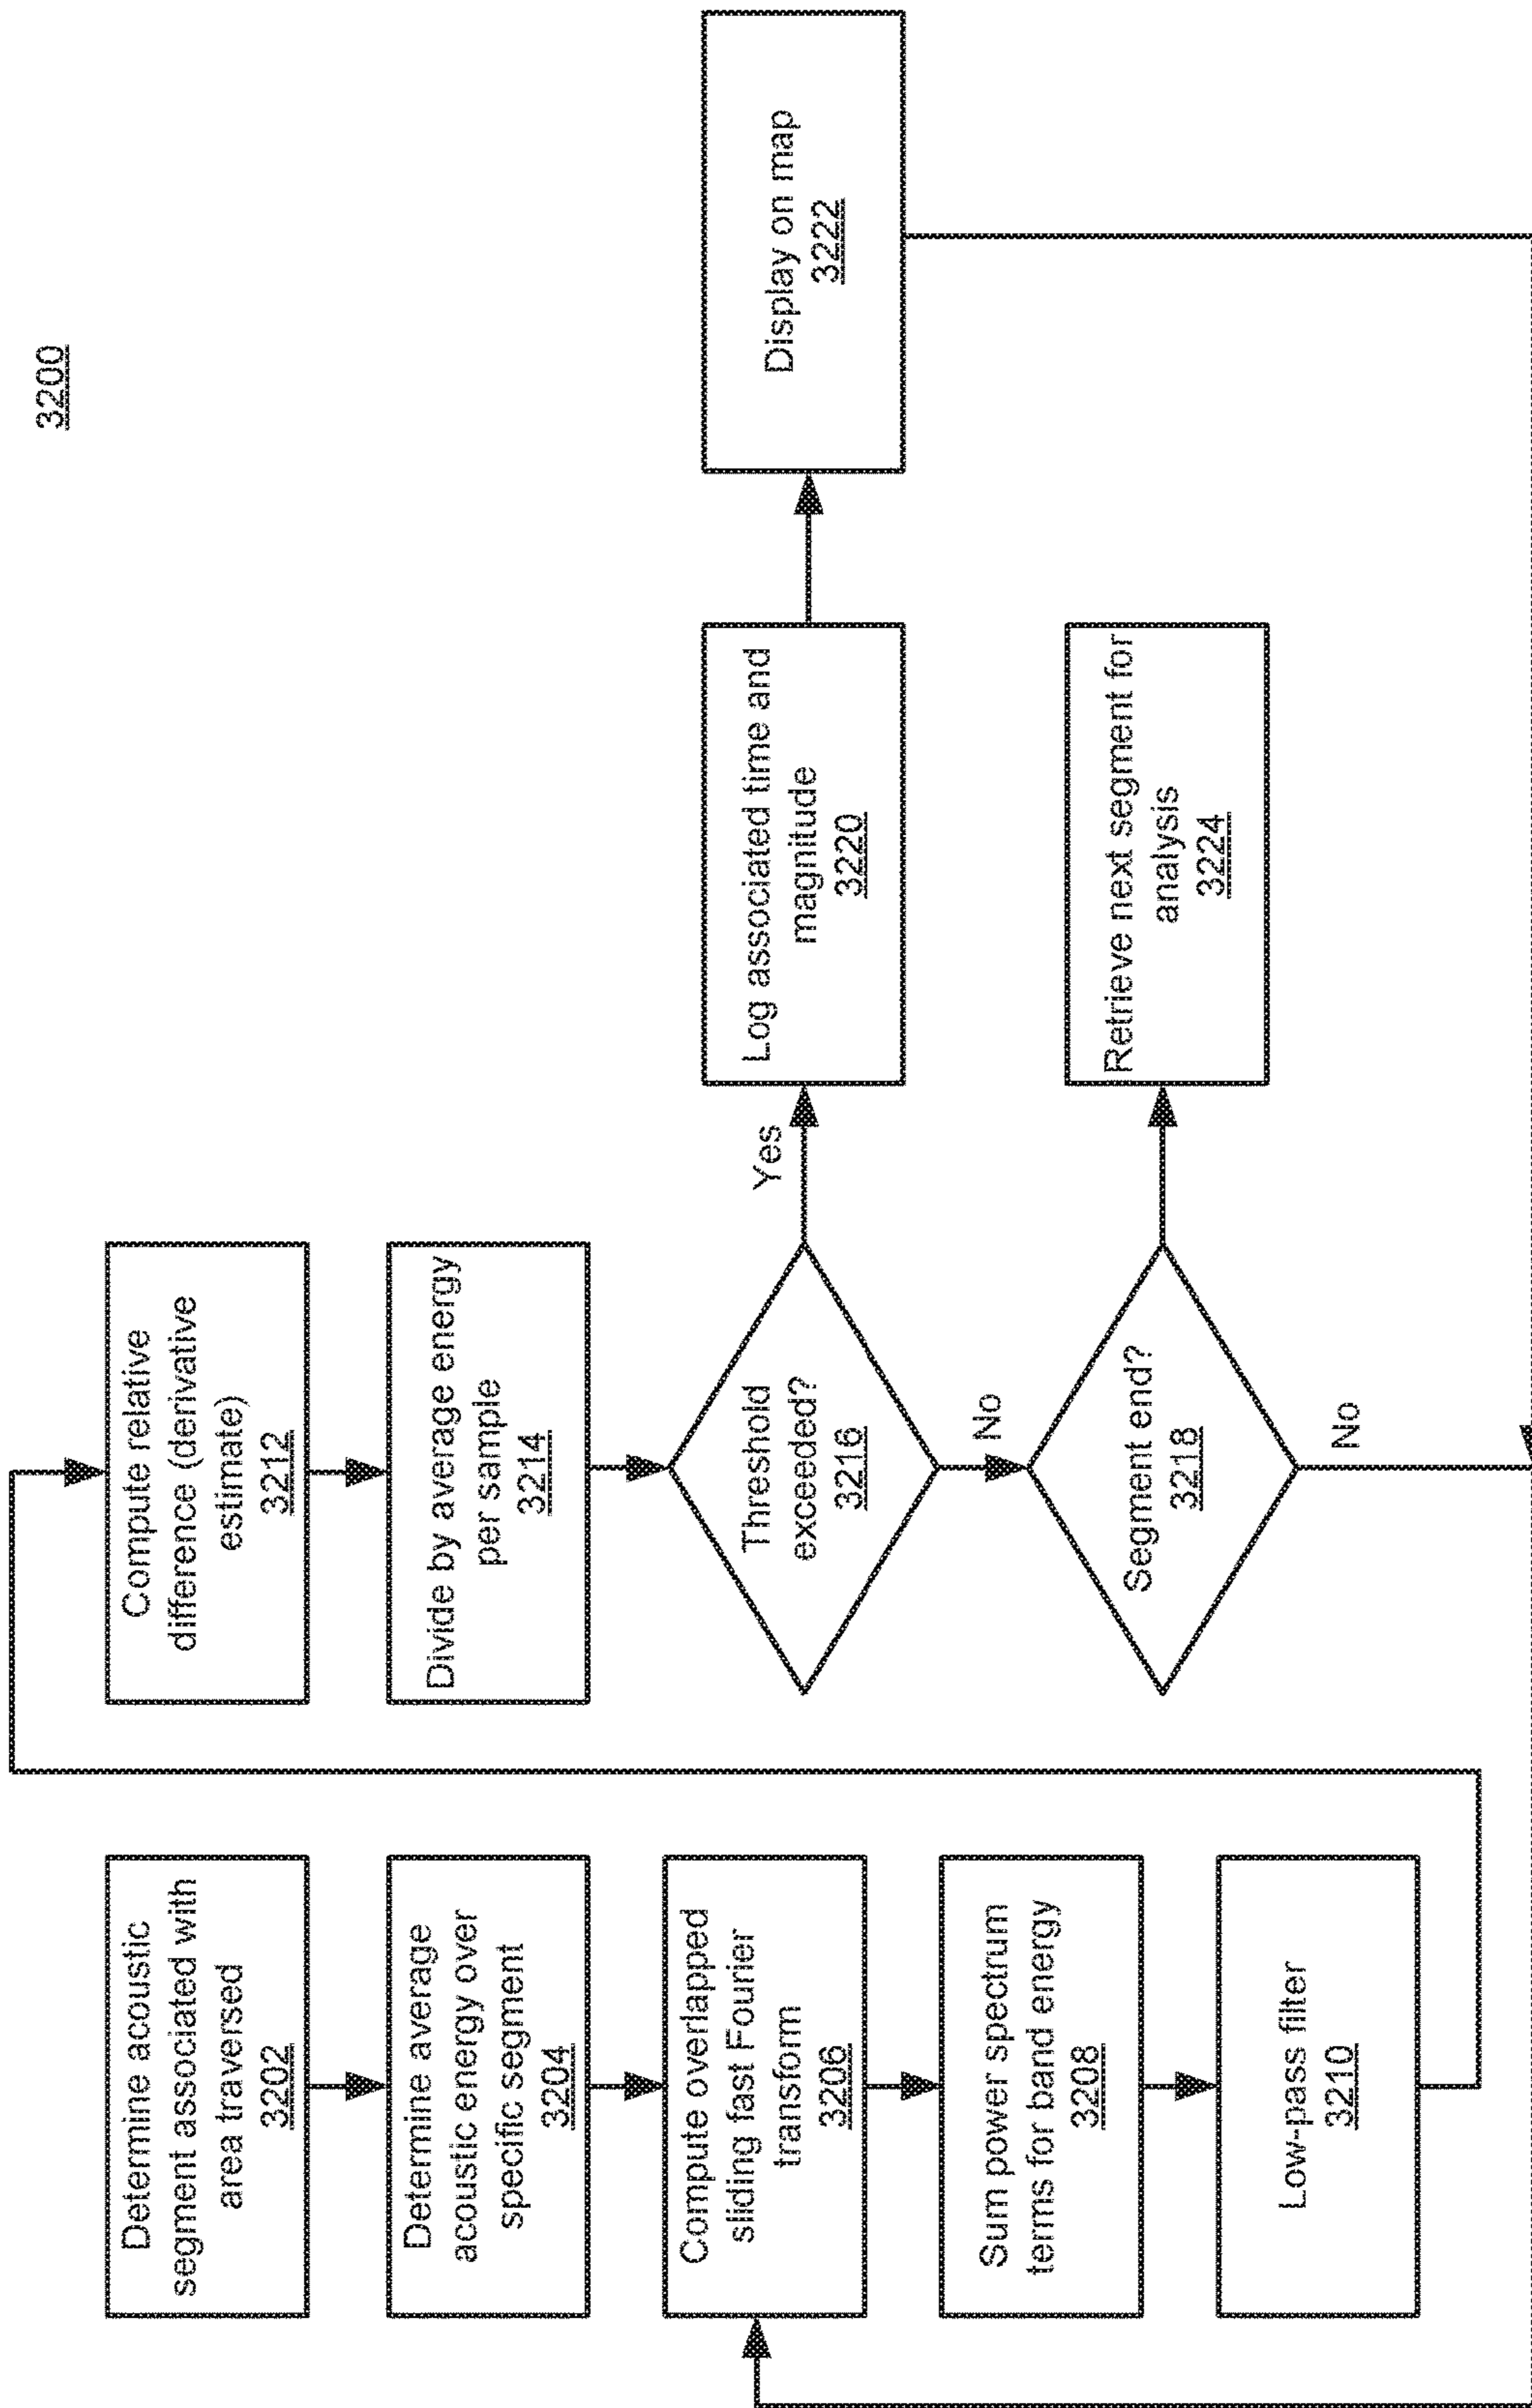 3200
Determine acoustic
segment associated with
area traversed
3202
Determine average
acoustic energy over
specific segment
3204
Compute overlapped
sliding fast Fourier
transform
3206
Sum power spectrum
terms for band energy
3208
Low-pass filter
3210
Compute relative
difference (derivative
estimate)
3212
Divide by average energy
per sample
3214
Threshold
exceeded?
3216
Yes
No
Segment end?
3218
No
Log associated time and
magnitude
3220
Retrieve next segment for
analysis
3224
Display on map
3222